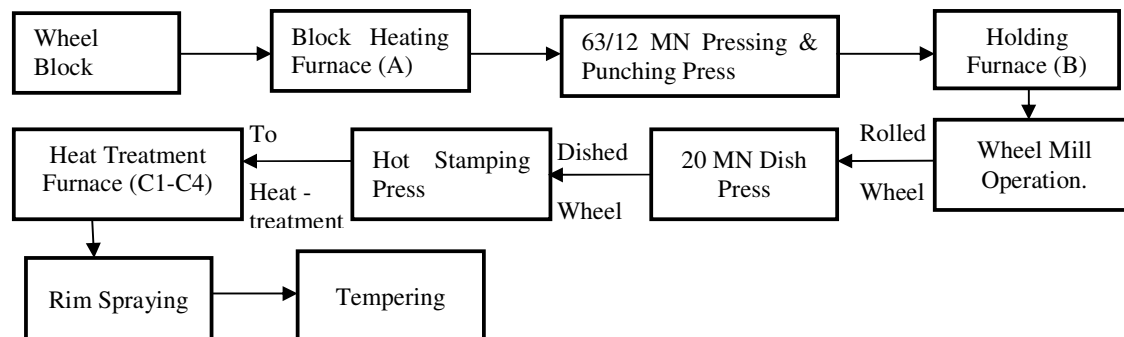 Wheel
Block
Block Heating
Furnace (A)
63/12 MN Pressing &
Punching Press
Holding
Furnace (B)
Wheel Mill
Operation.
Rolled
Wheel
20 MN Dish
Press
Dished
Wheel
Hot Stamping
Press
To
Heat -
treatment
Heat Treatment
Furnace (C1-C4)
Rim Spraying
Tempering